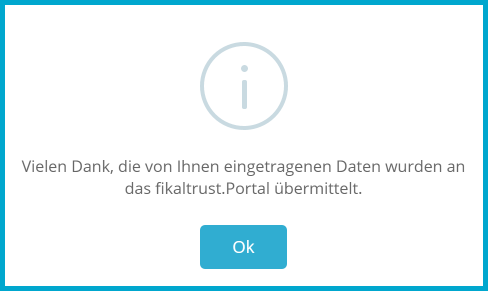 Vielen Dank, die von Ihnen eingetragenen Daten wurden an
das fikaltrust.Portal übermittelt.
Ok